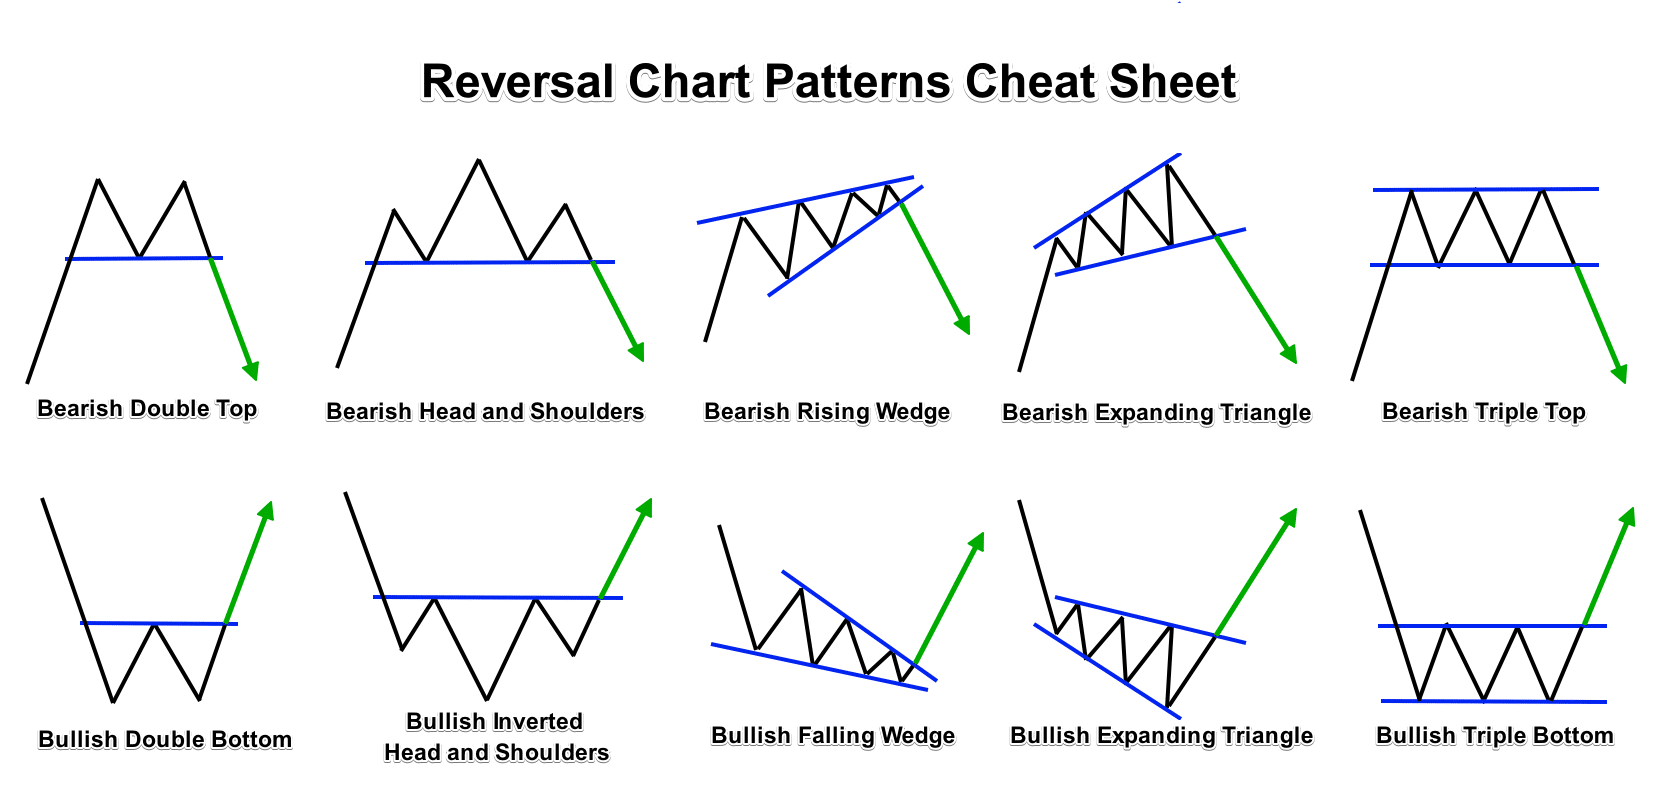 Reversal Chart Patterns Cheat Sheet
Bearish Double Top
Bearish Head and Shoulders
Bearish Rising Wedge
Bearish Expanding Triangle
Bearish Triple Top
Bullish Double Bottom
Bullish Inverted
Head and Shoulders
Bullish Falling Wedge
Bullish Expanding Triangle
Bullish Triple Bottom